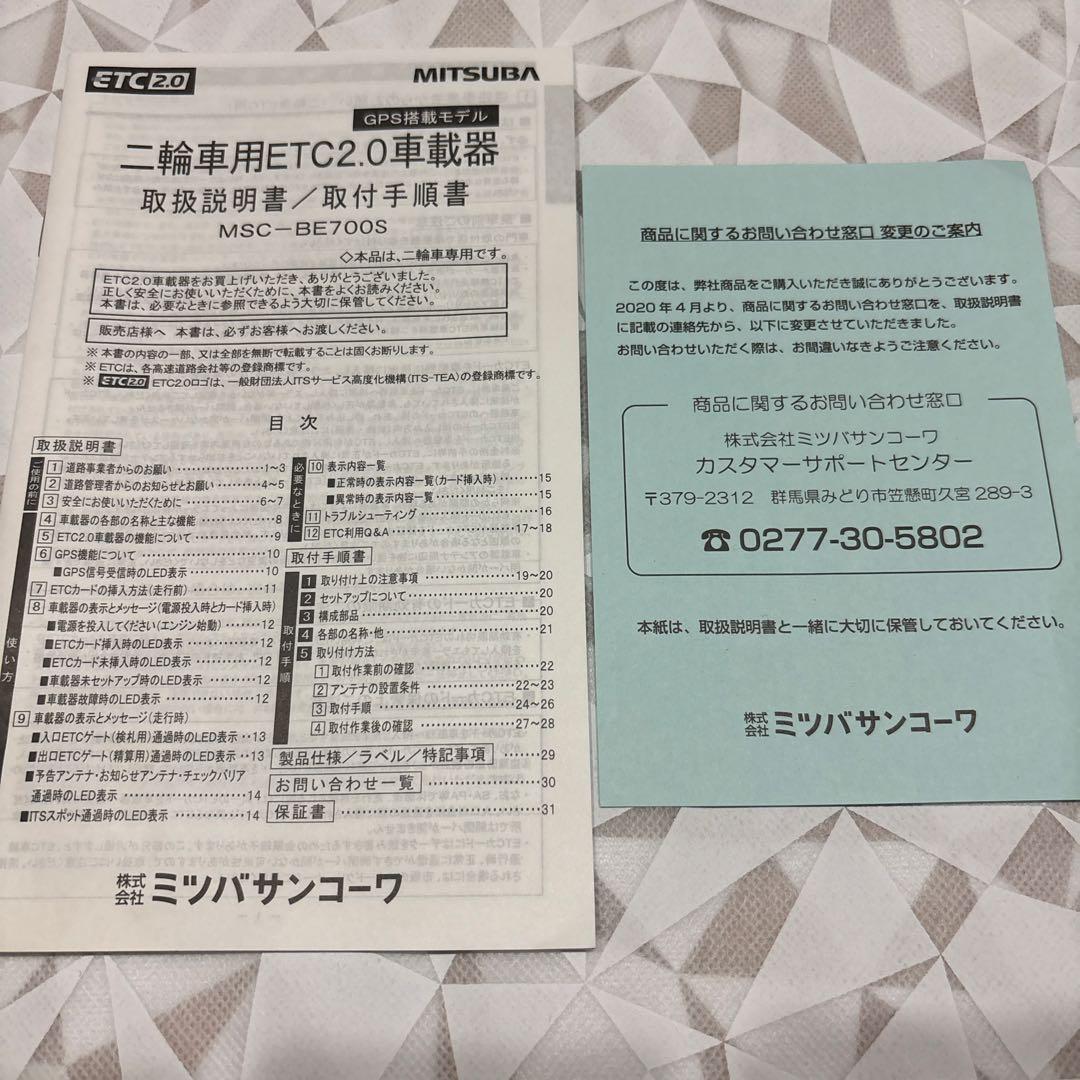 ETC2.0
MITSUBA
GPS搭載モデル
二輪車用ETC2.0車載器
取扱説明書／取付手順書
MSC－BE700S
◇本品は、二輪車専用です。
ETC2.0車載器をお買上げいただき、ありがとうございました。
正しく安全にお使いいただくために、本書をよくお読みください。
本書は、必要なときに参照できるよう大切に保管してください。
販売店様へ 本書は、必ずお客様へお渡しください。
※ 本書の内容の一部、又は全部を無断で転載することは固くお断りします。
※ ETCは、各高速道路会社等の登録商標です。
※ ETC2.0 ETC2.0ロゴは、一般財団法人ITSサービス高度化機構(ITS-TEA)の登録商標です。
目 次
取扱説明書
ご使用の前に
1 道路事業者からのお願い ……………… 1～3
2 道路管理者からのお知らせとお願い …… 4～5
3 安全にお使いいただくために …………… 6～7
使い方
4 車載器の各部の名称と主な機能 ………… 8
5 ETC2.0車載器の機能について …………… 9
6 GPS機能について ……………………… 10
■GPS信号受信時のLED表示 …………… 10
7 ETCカードの挿入方法(走行前) ………… 11
8 車載器の表示とメッセージ(電源投入時とカード挿入時)
■電源を投入してください(エンジン始動) …… 12
■ETCカード挿入時のLED表示 …………… 12
■ETCカード未挿入時のLED表示 ………… 12
■車載器未セットアップ時のLED表示 ……… 12
■車載器故障時のLED表示 ……………… 12
9 車載器の表示とメッセージ(走行時)
■入口ETCゲート(検札用)通過時のLED表示 ‥13
■出口ETCゲート(精算用)通過時のLED表示 ‥13
■予告アンテナ・お知らせアンテナ・チェックバリア
通過時のLED表示 ……………………… 14
■ITSスポット通過時のLED表示 …………… 14
必要なときに
10 表示内容一覧
■正常時の表示内容一覧(カード挿入時) …… 15
■異常時の表示内容一覧 ………………… 15
11 トラブルシューティング ………………… 16
12 ETC利用Q＆A ……………………… 17～18
取付手順書
取付手順
1 取り付け上の注意事項 ……………… 19～20
2 セットアップについて …………………… 20
3 構成部品 ……………………………… 20
4 各部の名称・他 ………………………… 21
5 取り付け方法
1 取付作業前の確認 …………………… 22
2 アンテナの設置条件 ……………… 22～23
3 取付手順 ………………………… 24～26
4 取付作業後の確認 ………………… 27～28
製品仕様／ラベル／特記事項 ……… 29
お問い合わせ一覧 ……………………… 30
保証書 …………………………………… 31
株式会社 ミツバサンコーワ
商品に関するお問い合わせ窓口 変更のご案内
この度は、弊社商品をご購入いただき誠にありがとうございます。
2020 年 4 月より、商品に関するお問い合わせ窓口を、取扱説明書
に記載の連絡先から、以下に変更させていただきました。
お問い合わせいただく際は、お間違いなきようご注意ください。
商品に関するお問い合わせ窓口
株式会社ミツバサンコーワ
カスタマーサポートセンター
〒379-2312 群馬県みどり市笠懸町久宮 289-3
☎ 0277-30-5802
本紙は、取扱説明書と一緒に大切に保管しておいてください。
株式会社 ミツバサンコーワ